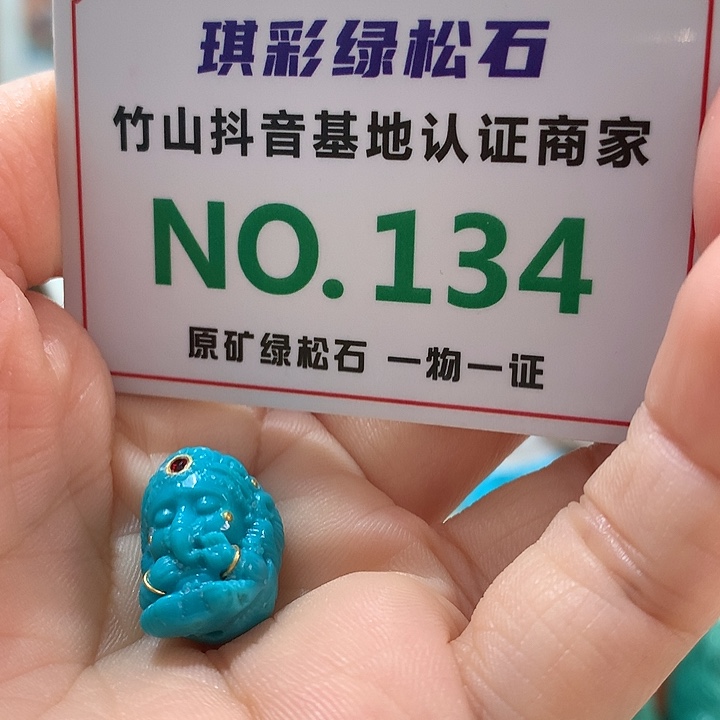 琪彩绿松石
竹山抖音基地认证商家
NO.134
原矿绿松石 一物一证